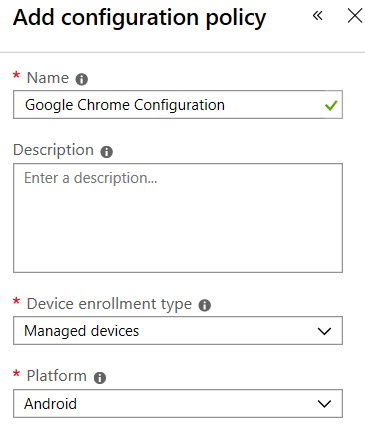 Add configuration policy
* Name
Google Chrome Configuration
Description
Enter a description...
* Device enrollment type
Managed devices
* Platform
Android